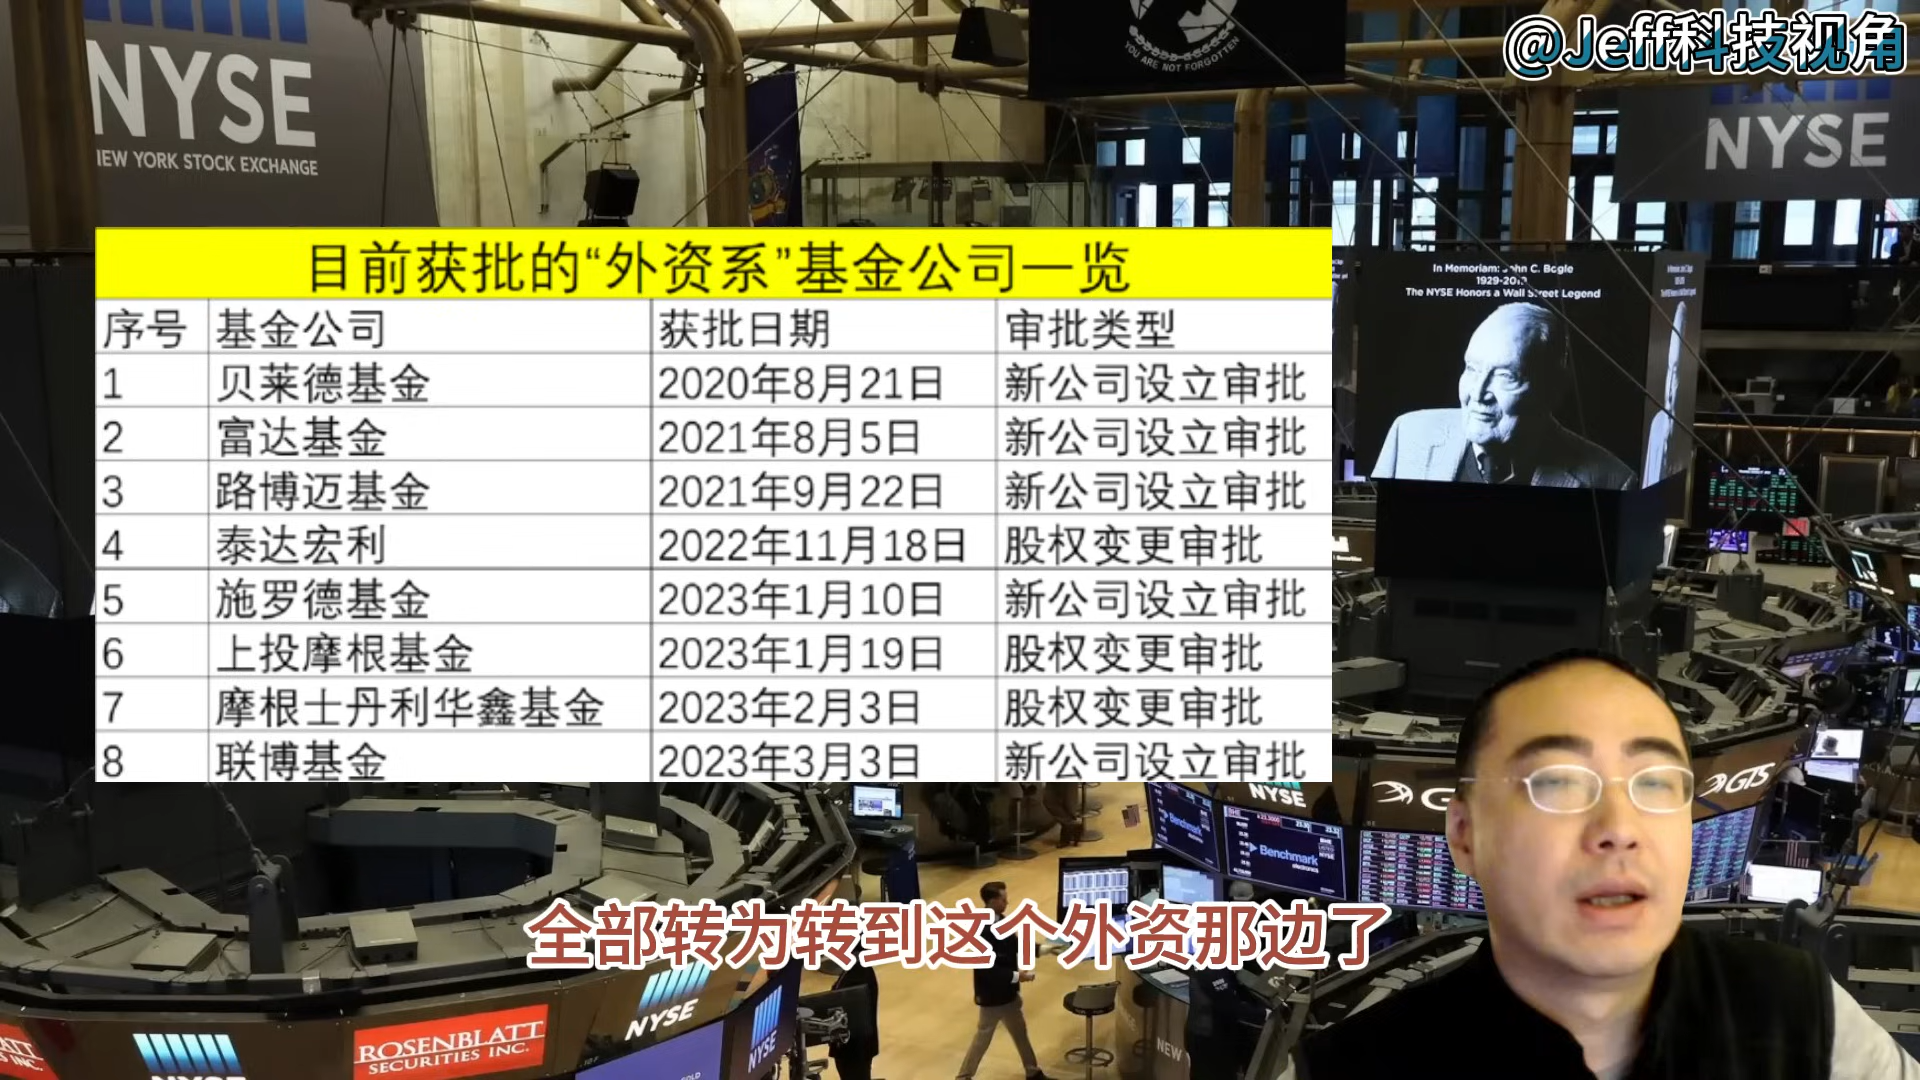 @Jeff科技视角
NYSE
NEW YORK STOCK EXCHANGE
YOU ARE NOT FORGOTTEN
NYSE
In Memoriam: John C. Bogle
The NYSE Honors a Wall Street Legend
目前获批的“外资系”基金公司一览
序号 基金公司 获批日期 审批类型
1 贝莱德基金 2020年8月21日 新公司设立审批
2 富达基金 2021年8月5日 新公司设立审批
3 路博迈基金 2021年9月22日 新公司设立审批
4 泰达宏利 2022年11月18日 股权变更审批
5 施罗德基金 2023年1月10日 新公司设立审批
6 上投摩根基金 2023年1月19日 股权变更审批
7 摩根士丹利华鑫基金 2023年2月3日 股权变更审批
8 联博基金 2023年3月3日 新公司设立审批
NYSE
GTS
Benchmark
Benchmark
全部转为转到这个外资那边了
NYSE
ROSENBLATT
SECURITIES INC.
NYSE
NYSE
NEW